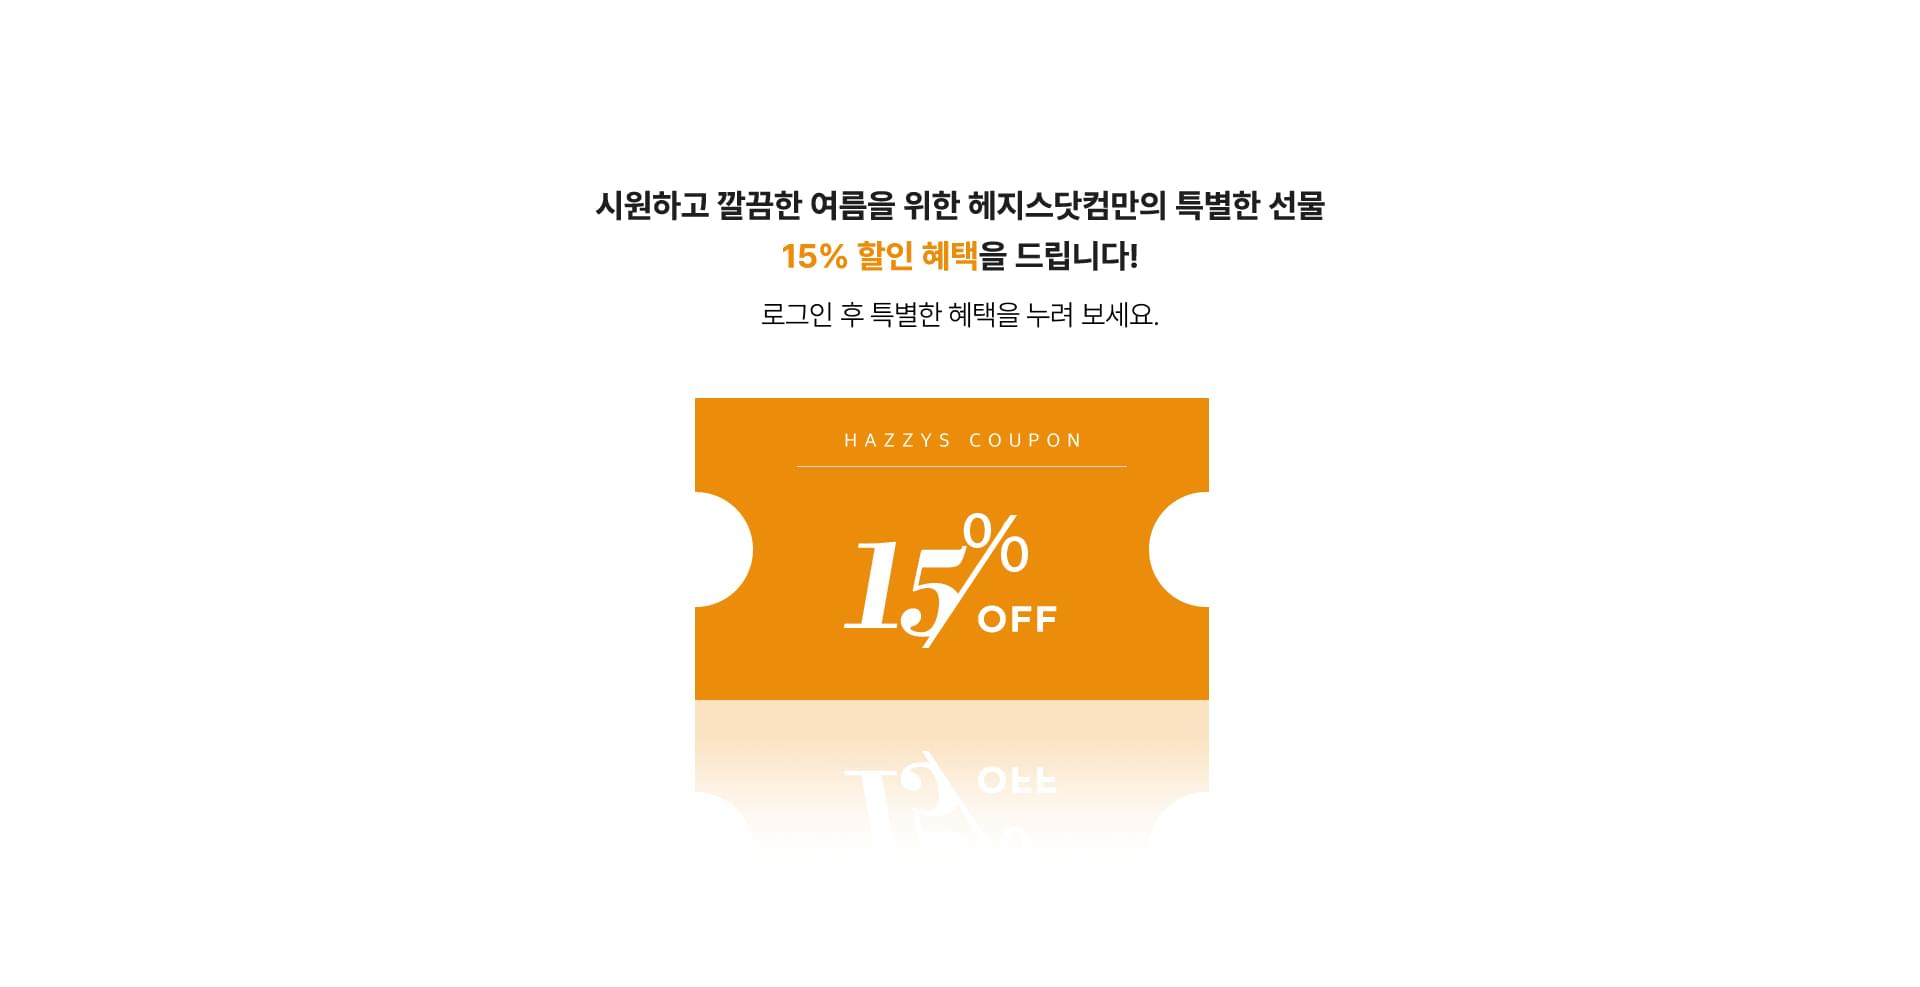 시원하고 깔끔한 여름을 위한 헤지스닷컴만의 특별한 선물
15% 할인 혜택을 드립니다!
로그인 후 특별한 혜택을 누려 보세요.
HAZZYS COUPON
15%
OFF